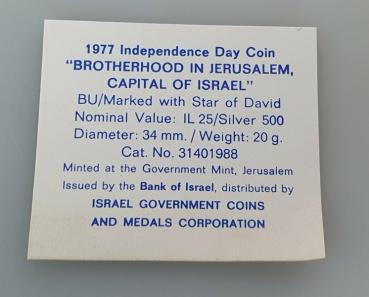 1977 Independence Day Coin
"BROTHERHOOD IN JERUSALEM,
CAPITAL OF ISRAEL"
BU/Marked with Star of David
Nominal Value: IL 25/Silver 500
Diameter: 34 mm. / Weight: 20 g.
Cat. No. 31401988
Minted at the Government Mint, Jerusalem
Issued by the Bank of Israel, distributed by
ISRAEL GOVERNMENT COINS
AND MEDALS CORPORATION